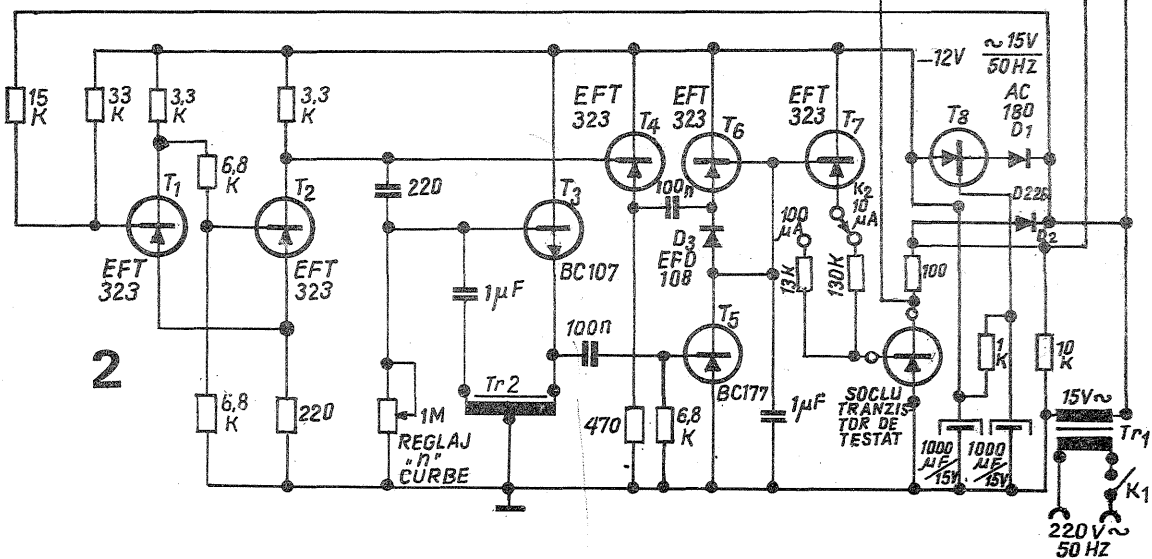 15
K
33
K
3,3
K
6,8
K
T1
EFT
323
6,8
K
3,3
K
T2
EFT
323
220
2
220
1µF
1M
REGLAJ
„n”
CURBE
T3
BC107
Tr2
100n
EFT
323
T4
100n
470
EFT
323
T6
D3
EFD
108
T5
BC177
6,8
K
1µF
EFT
323
T7
K2
10
µA
100
µA
13K
130K
SOCLU
TRANZIS
TOR DE
TESTAT
100
-12V
~ 15V
50HZ
AC
180
D1
T8
D226
D2
1
K
10
K
1000
µF
15V
1000
µF
15V
15V~
Tr1
K1
220V~
50 HZ